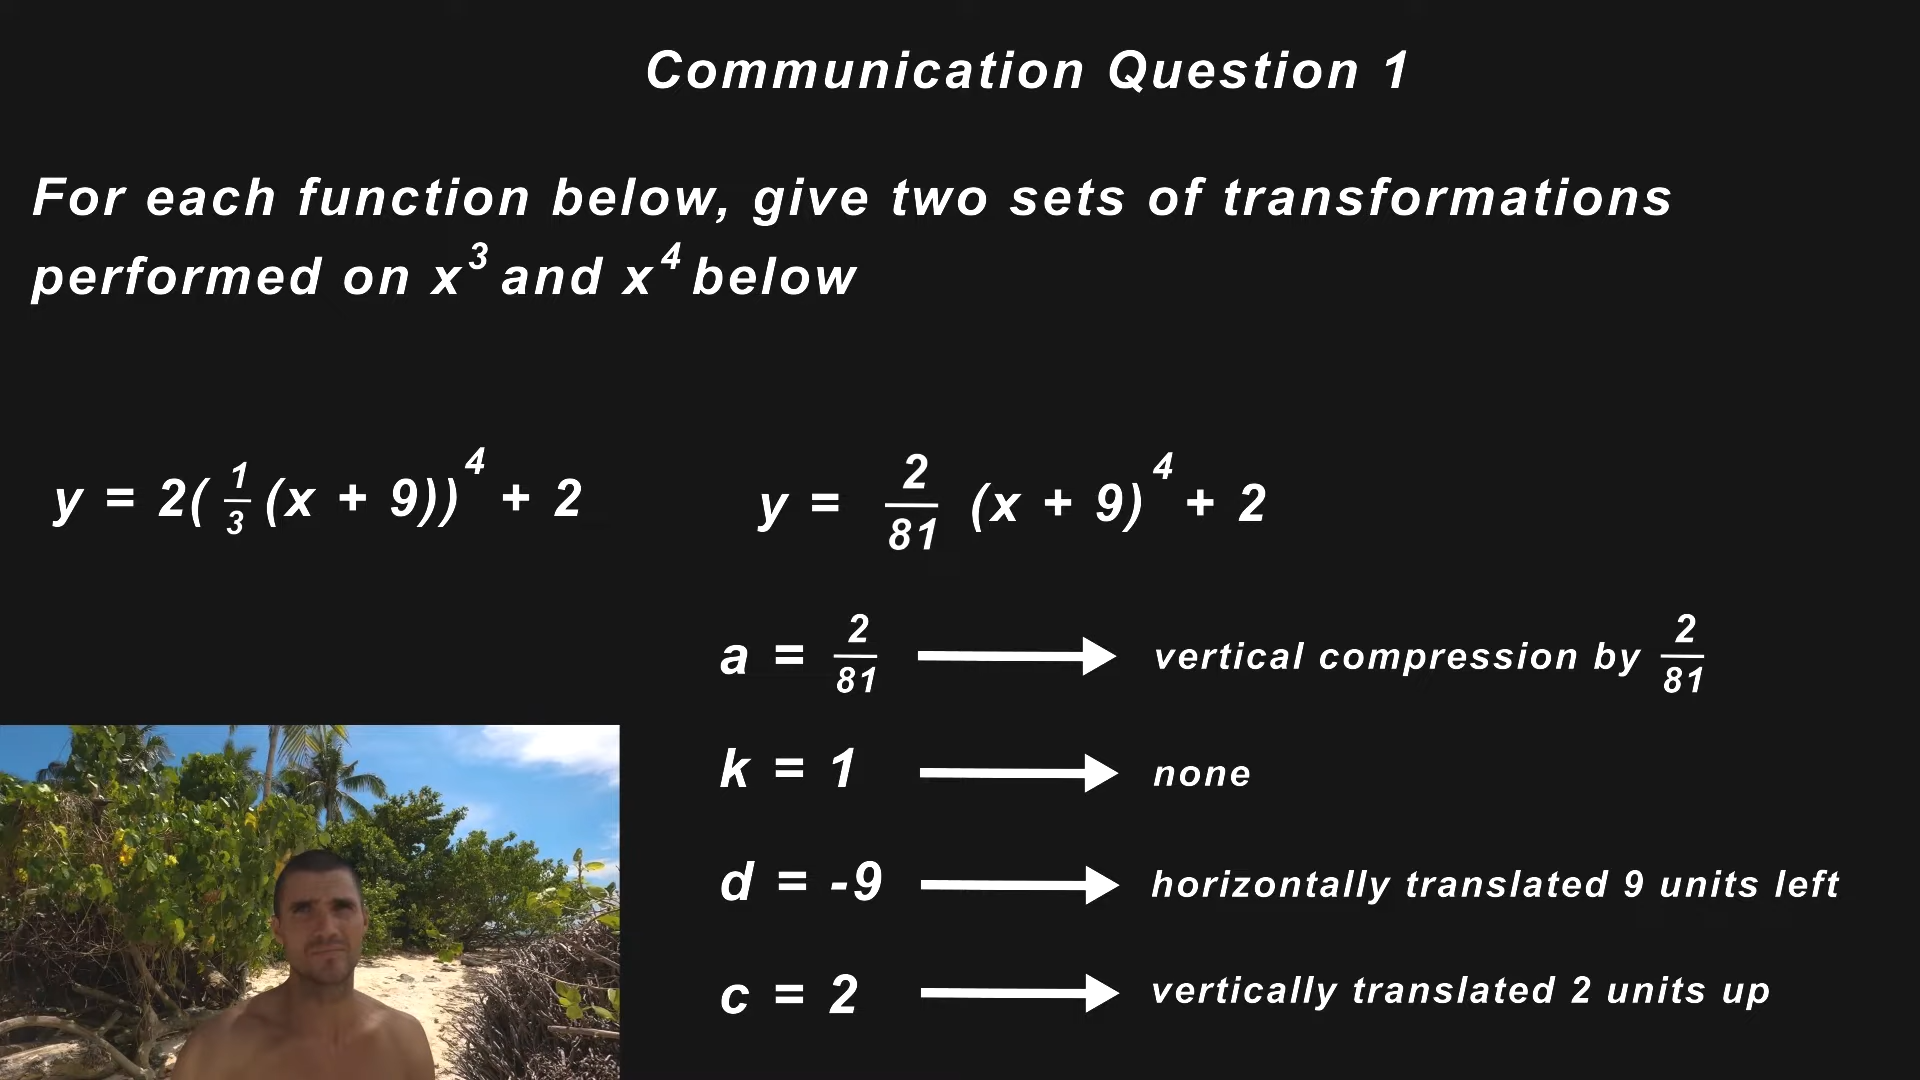 Communication Question 1
For each function below, give two sets of transformations
performed on x³ and x⁴ below
y = 2(1/3(x + 9))⁴ + 2
y = 2/81 (x + 9)⁴ + 2
a = 2/81 → vertical compression by 2/81
k = 1 → none
d = -9 → horizontally translated 9 units left
c = 2 → vertically translated 2 units up